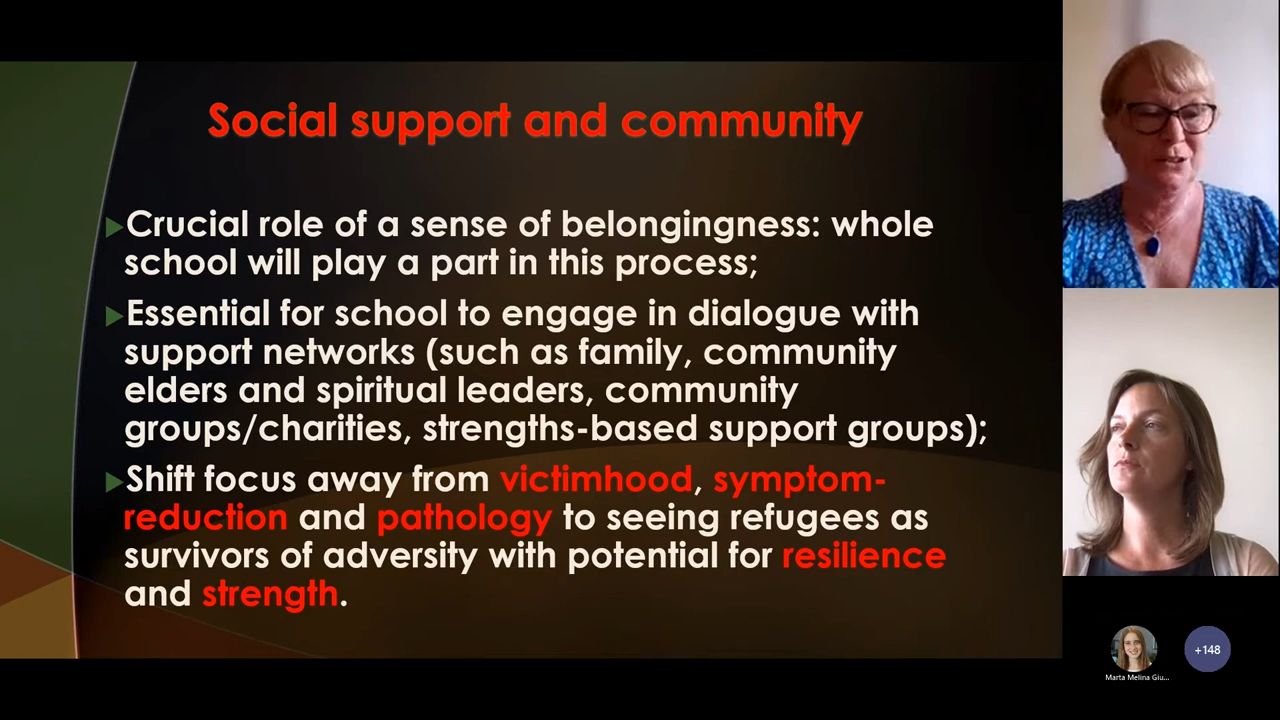 Social support and community
Crucial role of a sense of belongingness: whole
school will play a part in this process;
Essential for school to engage in dialogue with
support networks (such as family, community
elders and spiritual leaders, community
groups/charities, strengths-based support groups);
Shift focus away from victimhood, symptom-
reduction and pathology to seeing refugees as
survivors of adversity with potential for resilience
and strength.
Marta Melina Giu...
+148